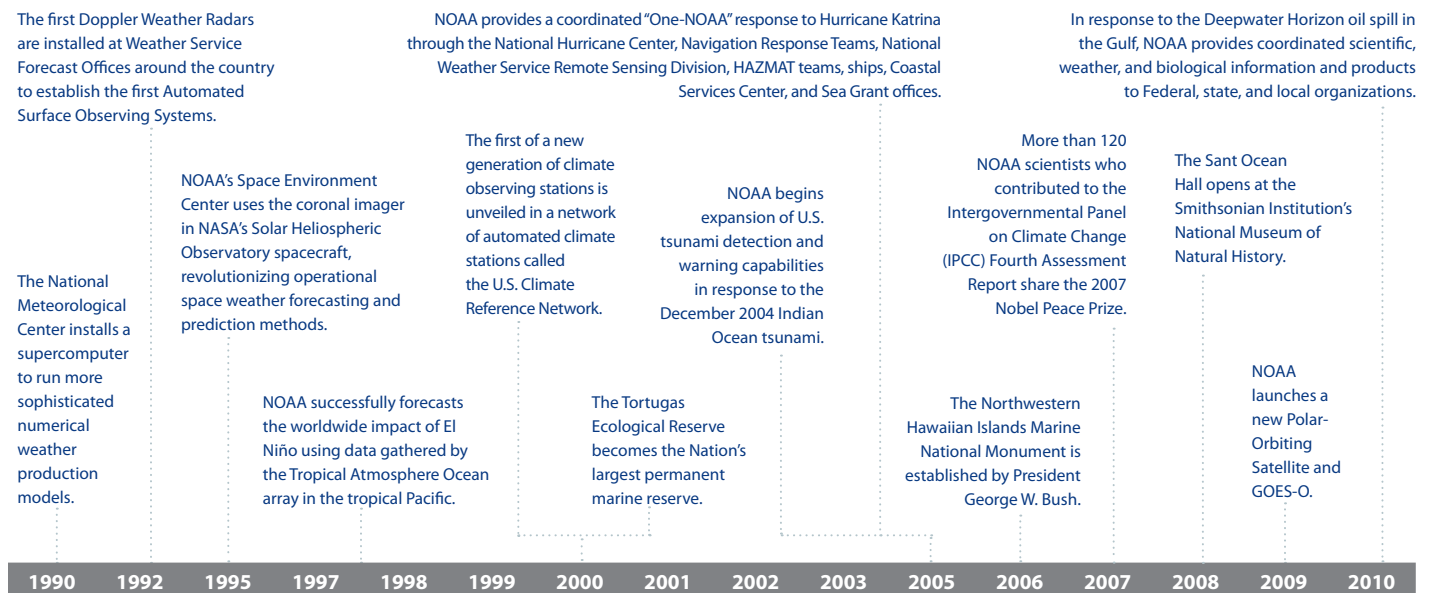 The first Doppler Weather Radars
are installed at Weather Service
Forecast Offices around the country
to establish the first Automated
Surface Observing Systems.
NOAA provides a coordinated “One-NOAA” response to Hurricane Katrina
through the National Hurricane Center, Navigation Response Teams, National
Weather Service Remote Sensing Division, HAZMAT teams, ships, Coastal
Services Center, and Sea Grant offices.
In response to the Deepwater Horizon oil spill in
the Gulf, NOAA provides coordinated scientific,
weather, and biological information and products
to Federal, state, and local organizations.
The National
Meteorological
Center installs a
supercomputer
to run more
sophisticated
numerical
weather
production
models.
NOAA’s Space Environment
Center uses the coronal imager
in NASA’s Solar Heliospheric
Observatory spacecraft,
revolutionizing operational
space weather forecasting and
prediction methods.
NOAA successfully forecasts
the worldwide impact of El
Niño using data gathered by
the Tropical Atmosphere Ocean
array in the tropical Pacific.
The first of a new
generation of climate
observing stations is
unveiled in a network
of automated climate
stations called
the U.S. Climate
Reference Network.
The Tortugas
Ecological Reserve
becomes the Nation’s
largest permanent
marine reserve.
NOAA begins
expansion of U.S.
tsunami detection and
warning capabilities
in response to the
December 2004 Indian
Ocean tsunami.
More than 120
NOAA scientists who
contributed to the
Intergovernmental Panel
on Climate Change
(IPCC) Fourth Assessment
Report share the 2007
Nobel Peace Prize.
The Northwestern
Hawaiian Islands Marine
National Monument is
established by President
George W. Bush.
The Sant Ocean
Hall opens at the
Smithsonian Institution’s
National Museum of
Natural History.
NOAA
launches a
new Polar-
Orbiting
Satellite and
GOES-O.
1990 1992 1995 1997 1998 1999 2000 2001 2002 2003 2005 2006 2007 2008 2009 2010